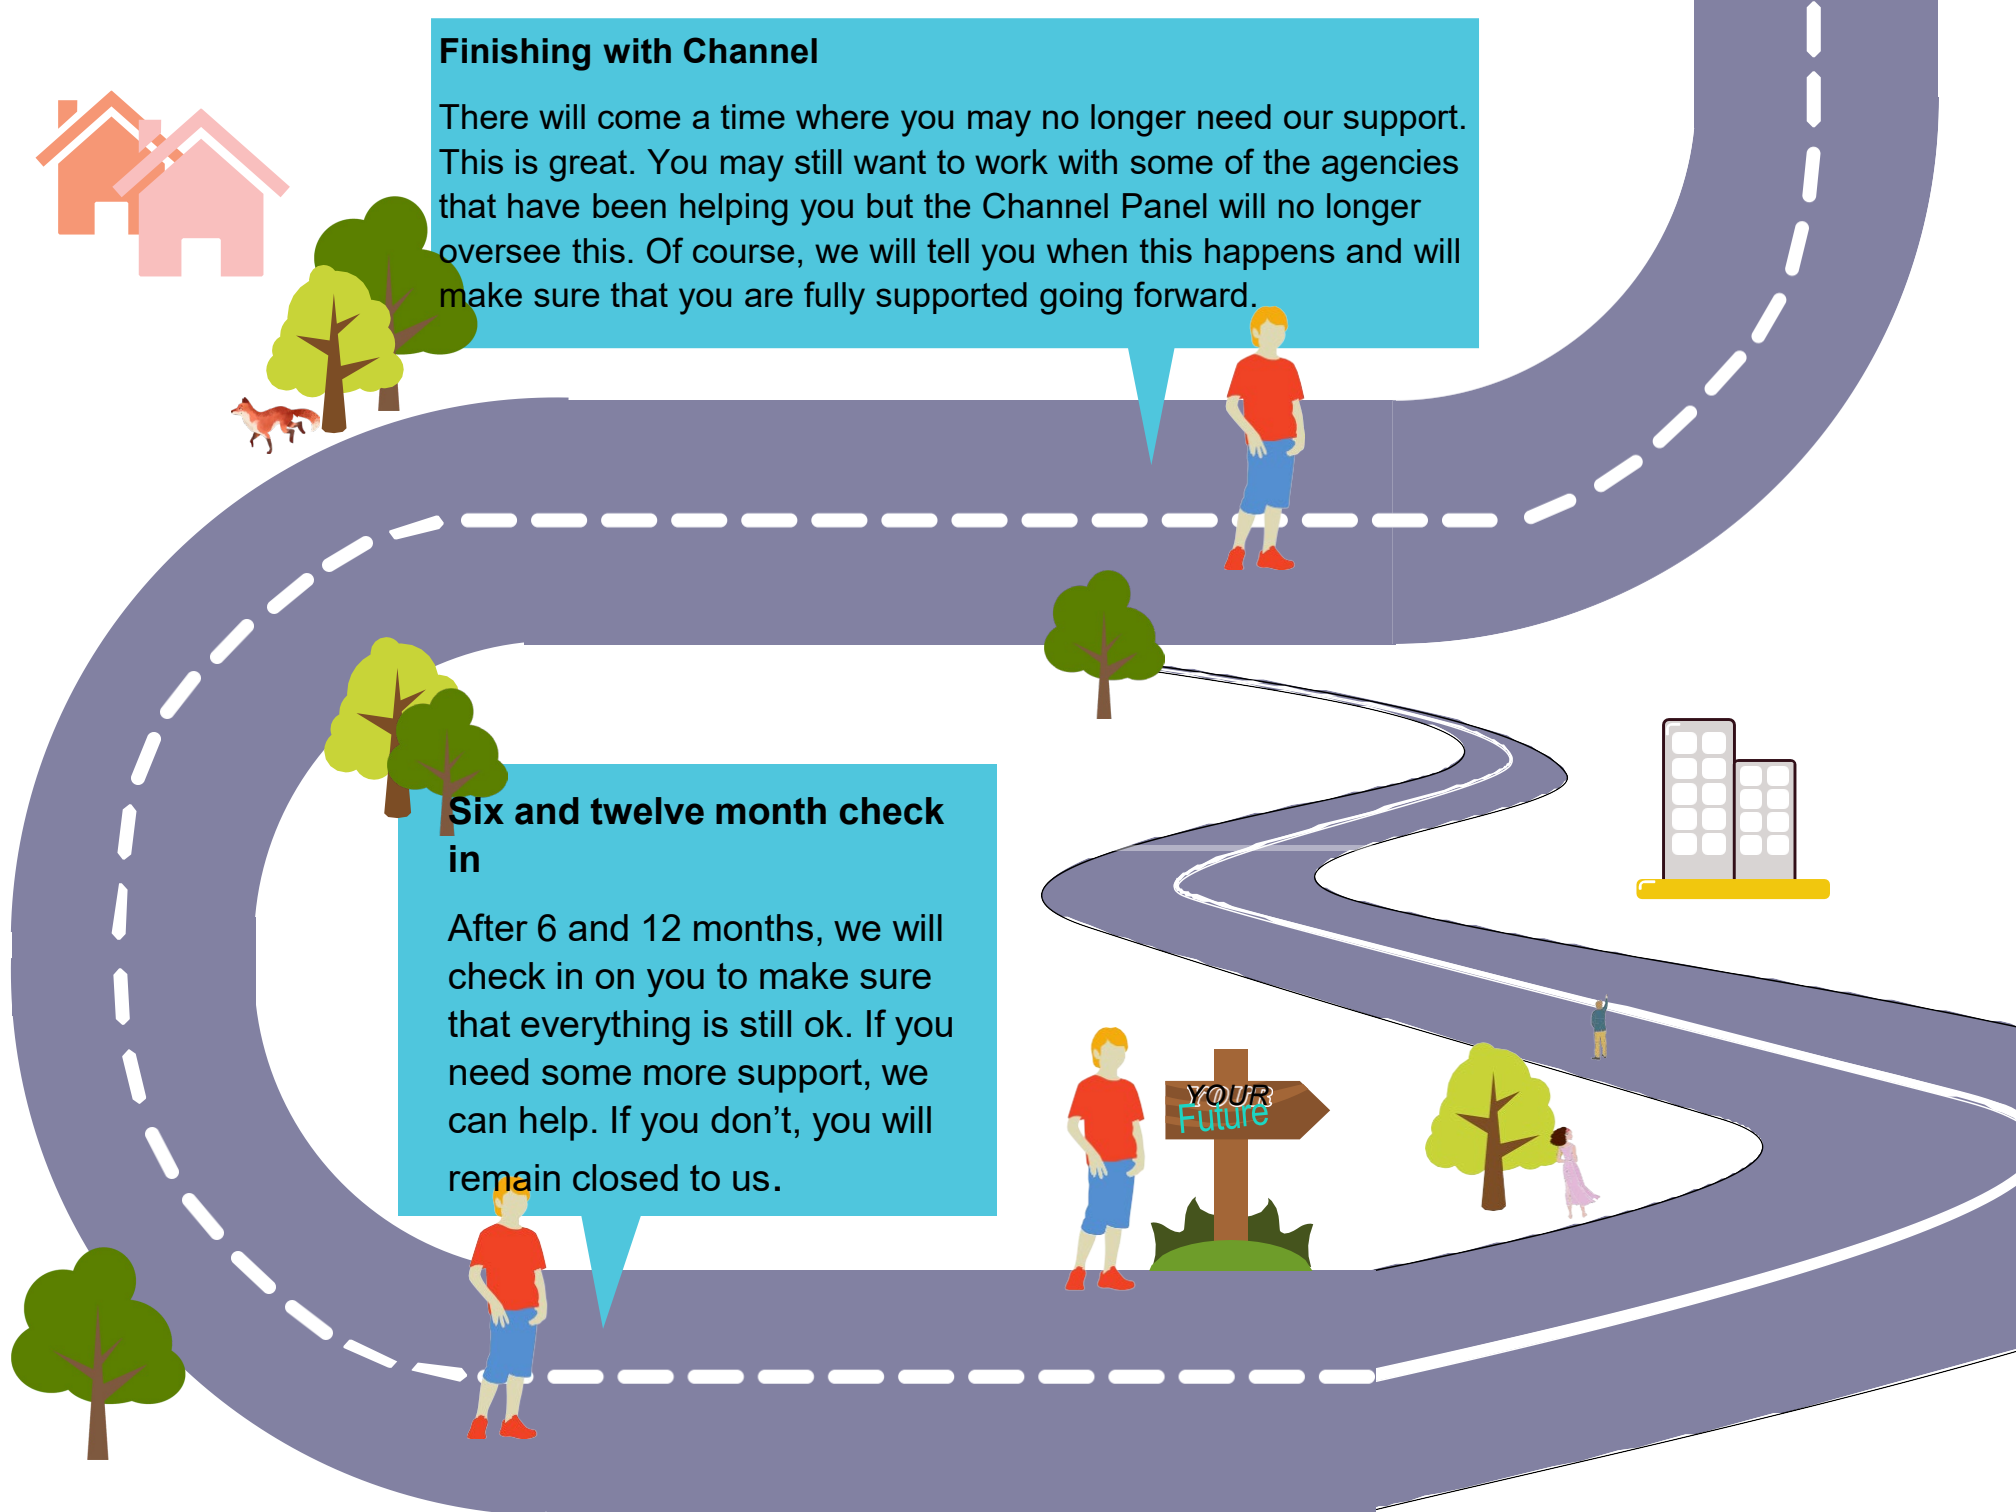 Finishing with Channel
There will come a time where you may no longer need our support.
This is great. You may still want to work with some of the agencies
that have been helping you but the Channel Panel will no longer
oversee this. Of course, we will tell you when this happens and will
make sure that you are fully supported going forward.
Six and twelve month check
in
After 6 and 12 months, we will
check in on you to make sure
that everything is still ok. If you
need some more support, we
can help. If you don’t, you will
remain closed to us.
YOUR
Future